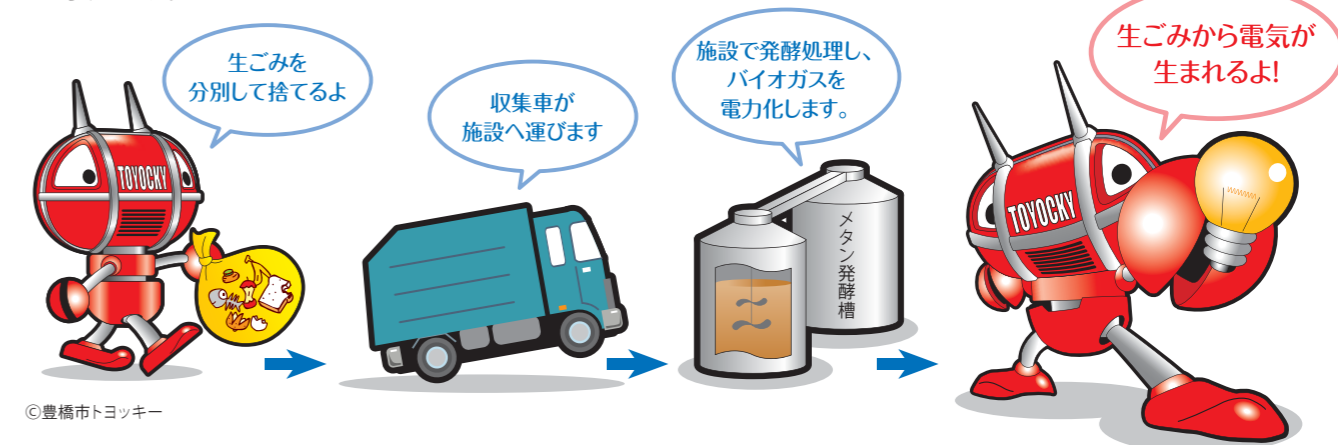 生ごみを
分別して捨てるよ
TOYOCKY
収集車が
施設へ運びます
施設で発酵処理し、
バイオガスを
電力化します。
メタン発酵槽
生ごみから電気が
生まれるよ!
TOYOCKY
©豊橋市トヨッキー